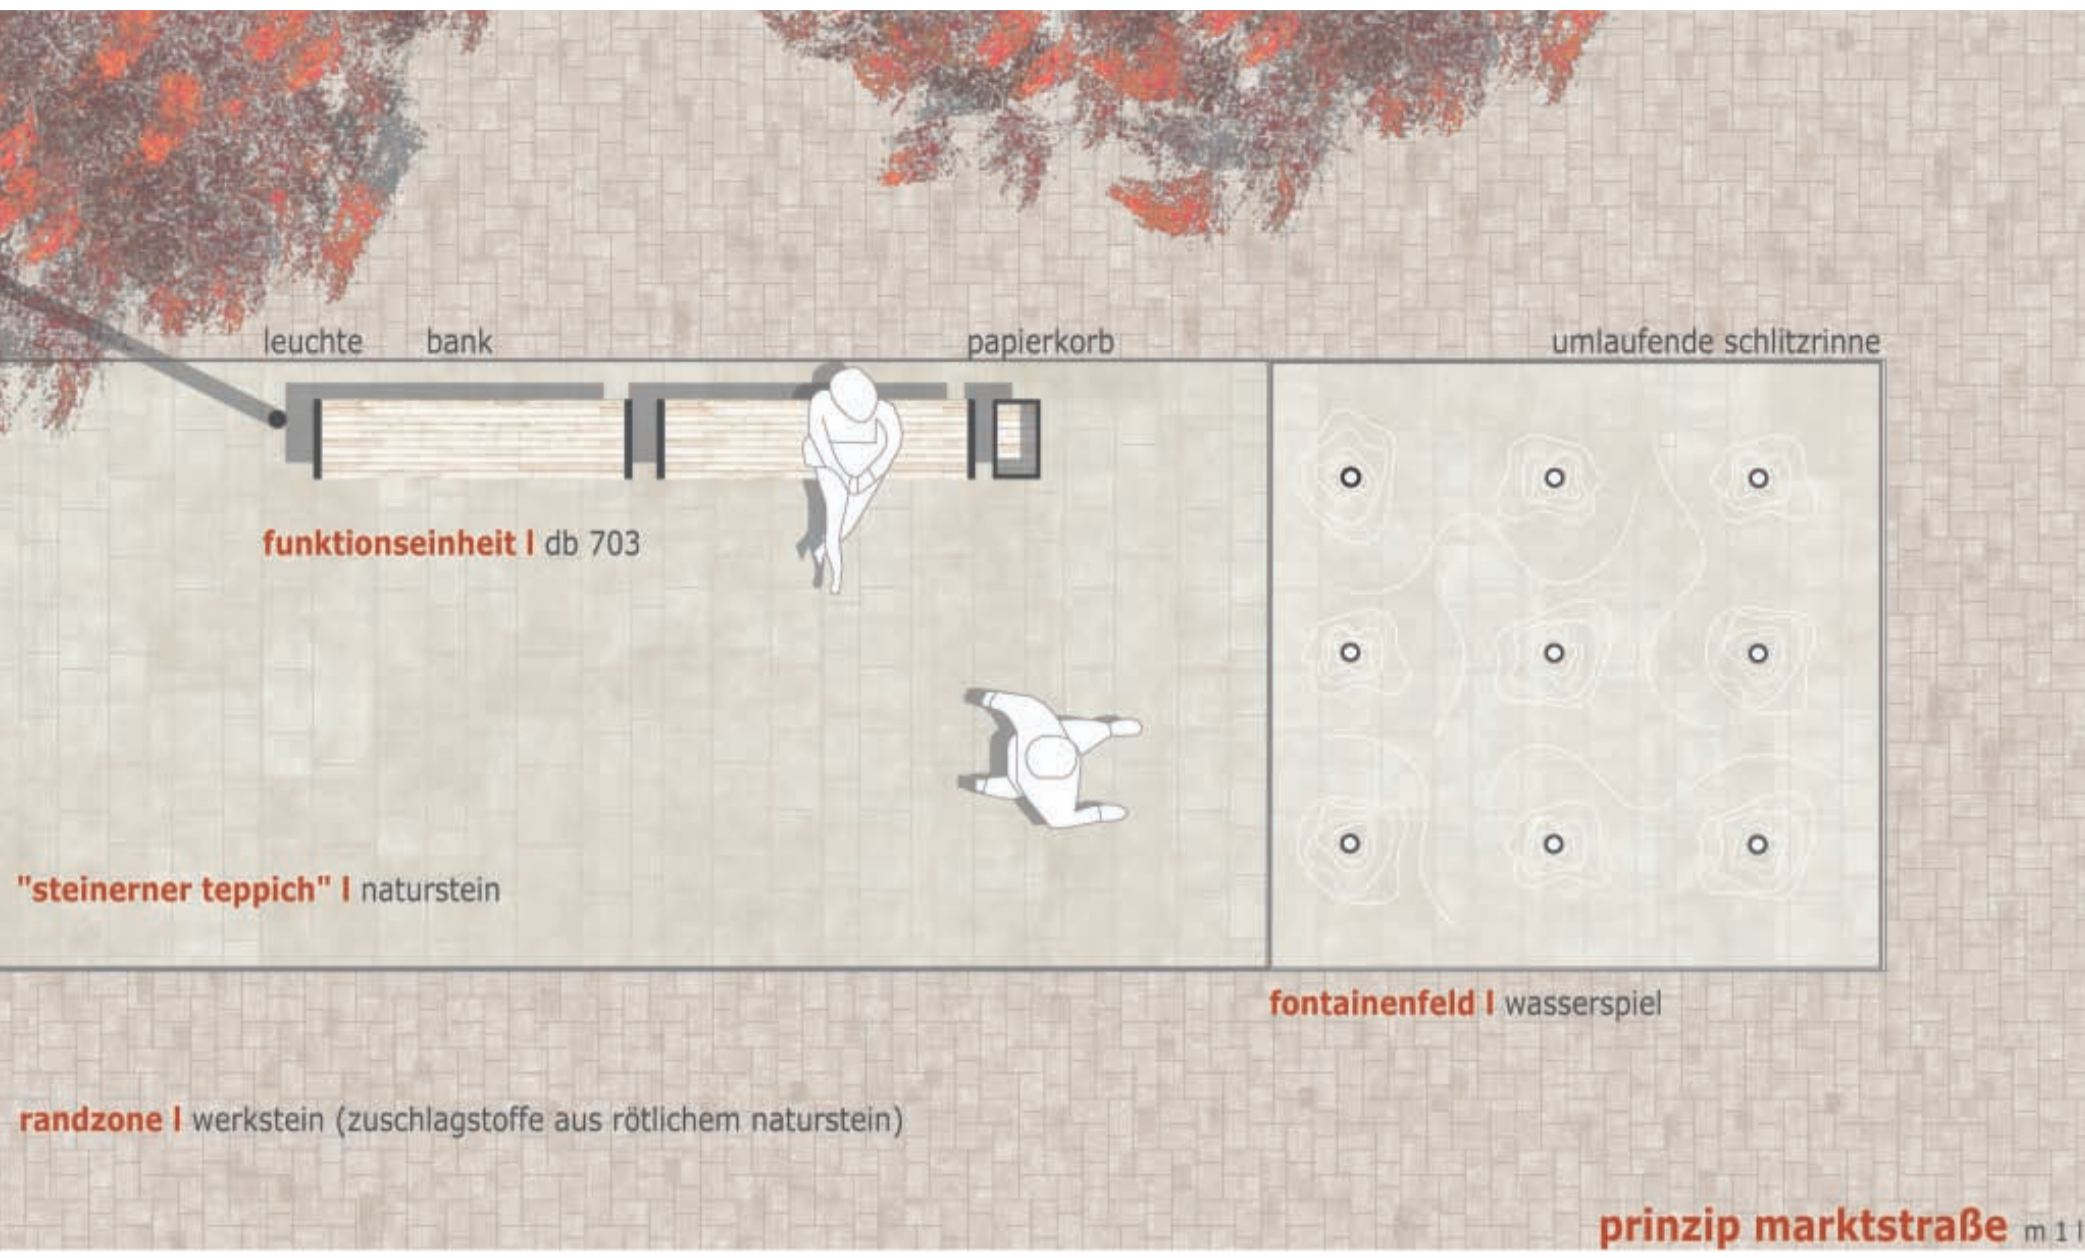 leuchte bank papierkorb umlaufende schlitzrinne
funktionseinheit | db 703
"steinerner teppich" | naturstein
fontainenfeld | wasserspiel
randzone | werkstein (zuschlagstoffe aus rötlichem naturstein)
prinzip marktstraße m 1 |